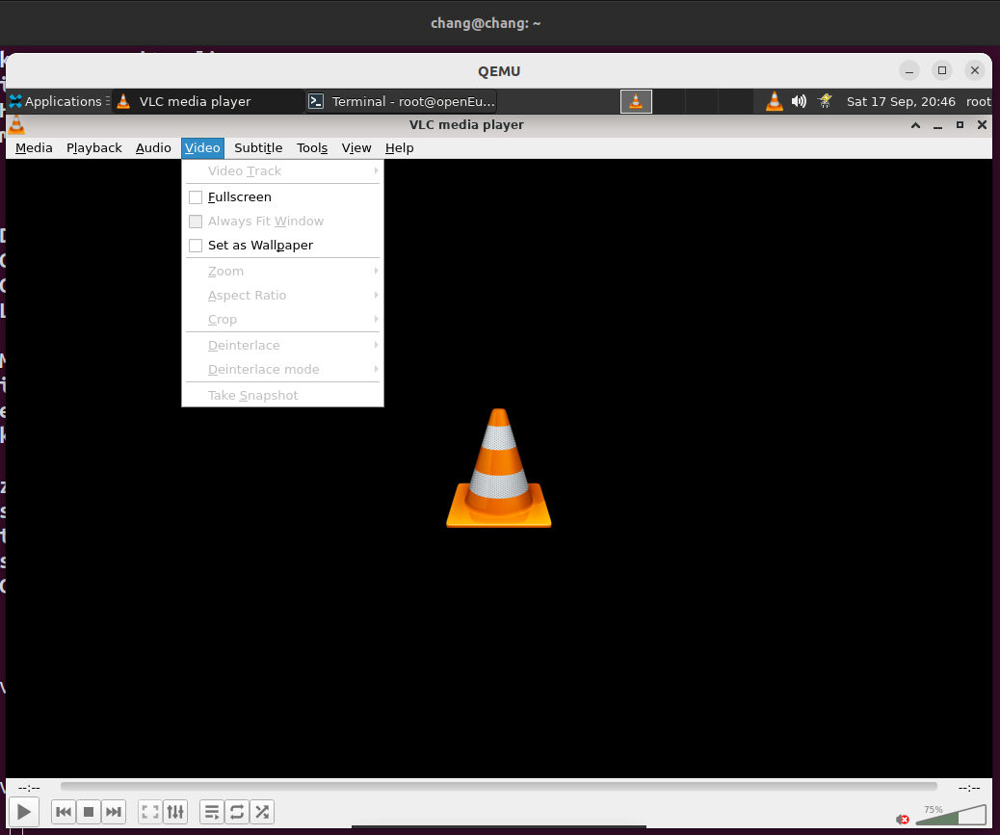 chang@chang: ~
QEMU
Applications VLC media player Terminal - root@openEu... Sat 17 Sep, 20:46 root
VLC media player
Media Playback Audio Video Subtitle Tools View Help
Video Track
Fullscreen
Always Fit Window
Set as Wallpaper
Zoom
Aspect Ratio
Crop
Deinterlace
Deinterlace mode
Take Snapshot
--:-- --:--
75%